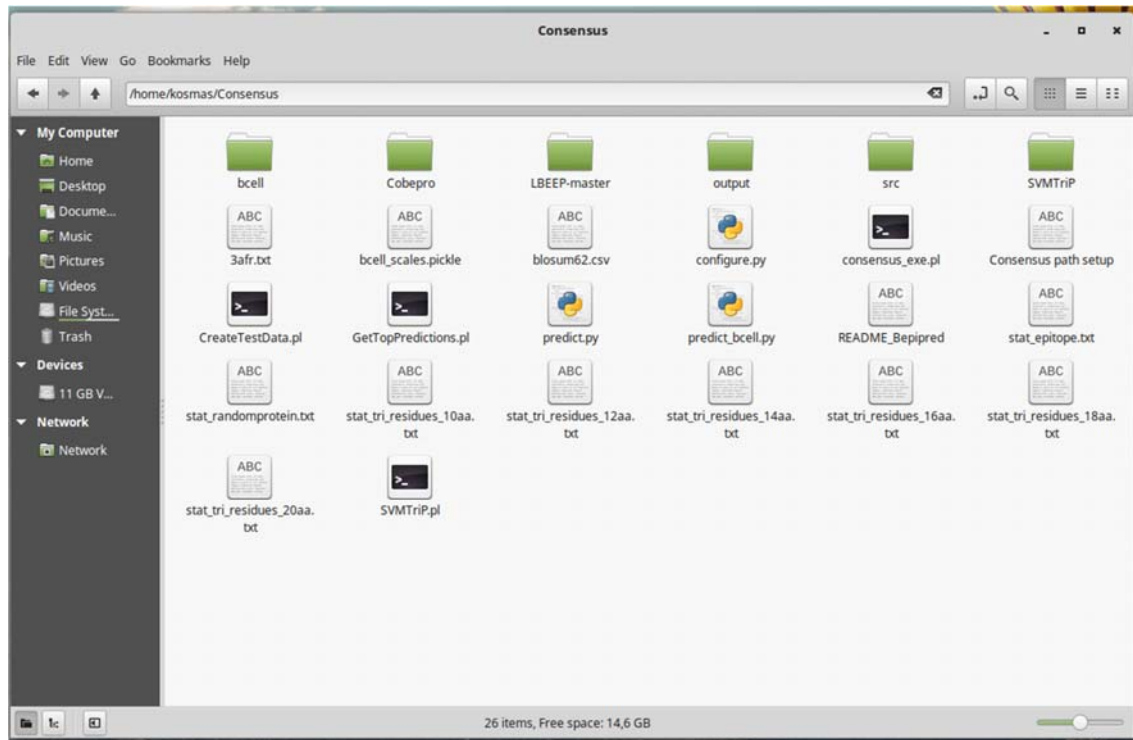 Consensus
File Edit View Go Bookmarks Help
/home/kosmas/Consensus
My Computer
Home
Desktop
Docume...
Music
Pictures
Videos
File Syst...
Trash
Devices
11 GB V...
Network
Network
bcell Cobepro LBEEP-master output src SVMTriP
ABC ABC ABC ABC
3afr.txt bcell_scales.pickle blosum62.csv configure.py consensus_exe.pl Consensus path setup
ABC ABC
CreateTestData.pl GetTopPredictions.pl predict.py predict_bcell.py README_Bepipred stat_epitope.txt
ABC ABC ABC ABC ABC ABC
stat_randomprotein.txt stat_tri_residues_10aa. stat_tri_residues_12aa. stat_tri_residues_14aa. stat_tri_residues_16aa. stat_tri_residues_18aa.
txt txt txt txt txt
ABC
stat_tri_residues_20aa. SVMTriP.pl
txt
26 items, Free space: 14,6 GB